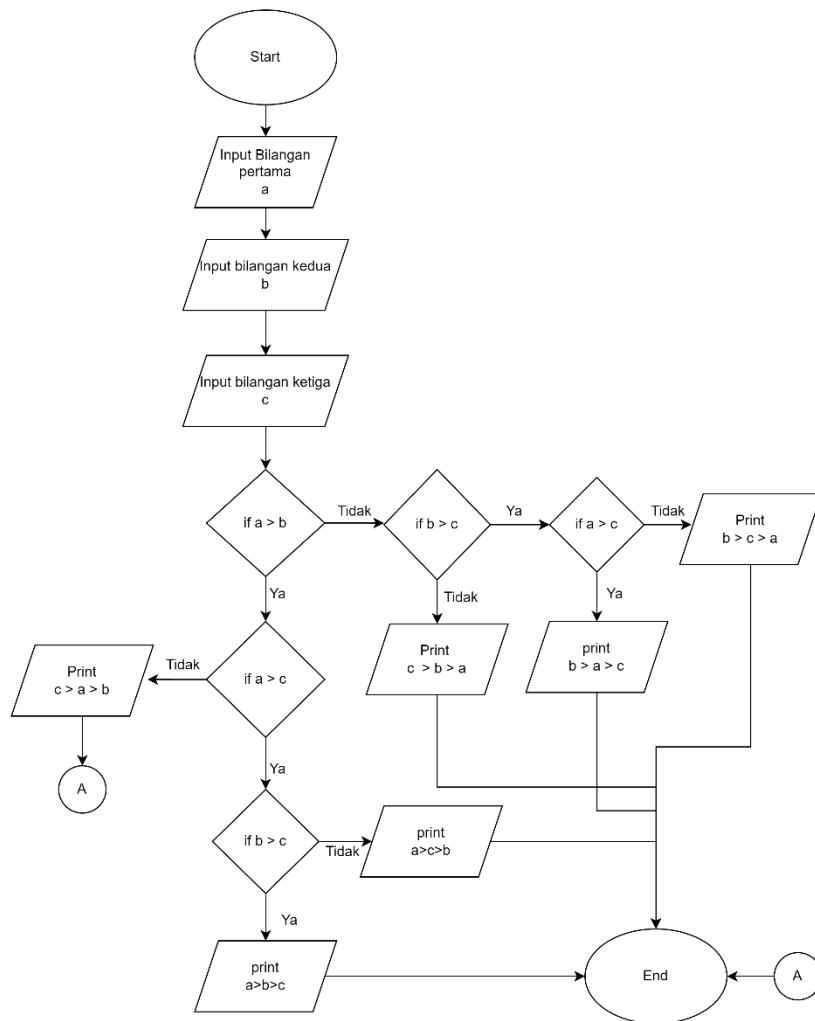 Start
Input Bilangan
pertama
a
Input bilangan kedua
b
Input bilangan ketiga
c
if a > b
Tidak
if b > c
Ya
if a > c
Tidak
Print
b > c > a
Ya
Tidak
Ya
Print
c > a > b
Tidak
if a > c
Print
c > b > a
print
b > a > c
A
Ya
if b > c
Tidak
print
a>c>b
Ya
print
a>b>c
End
A